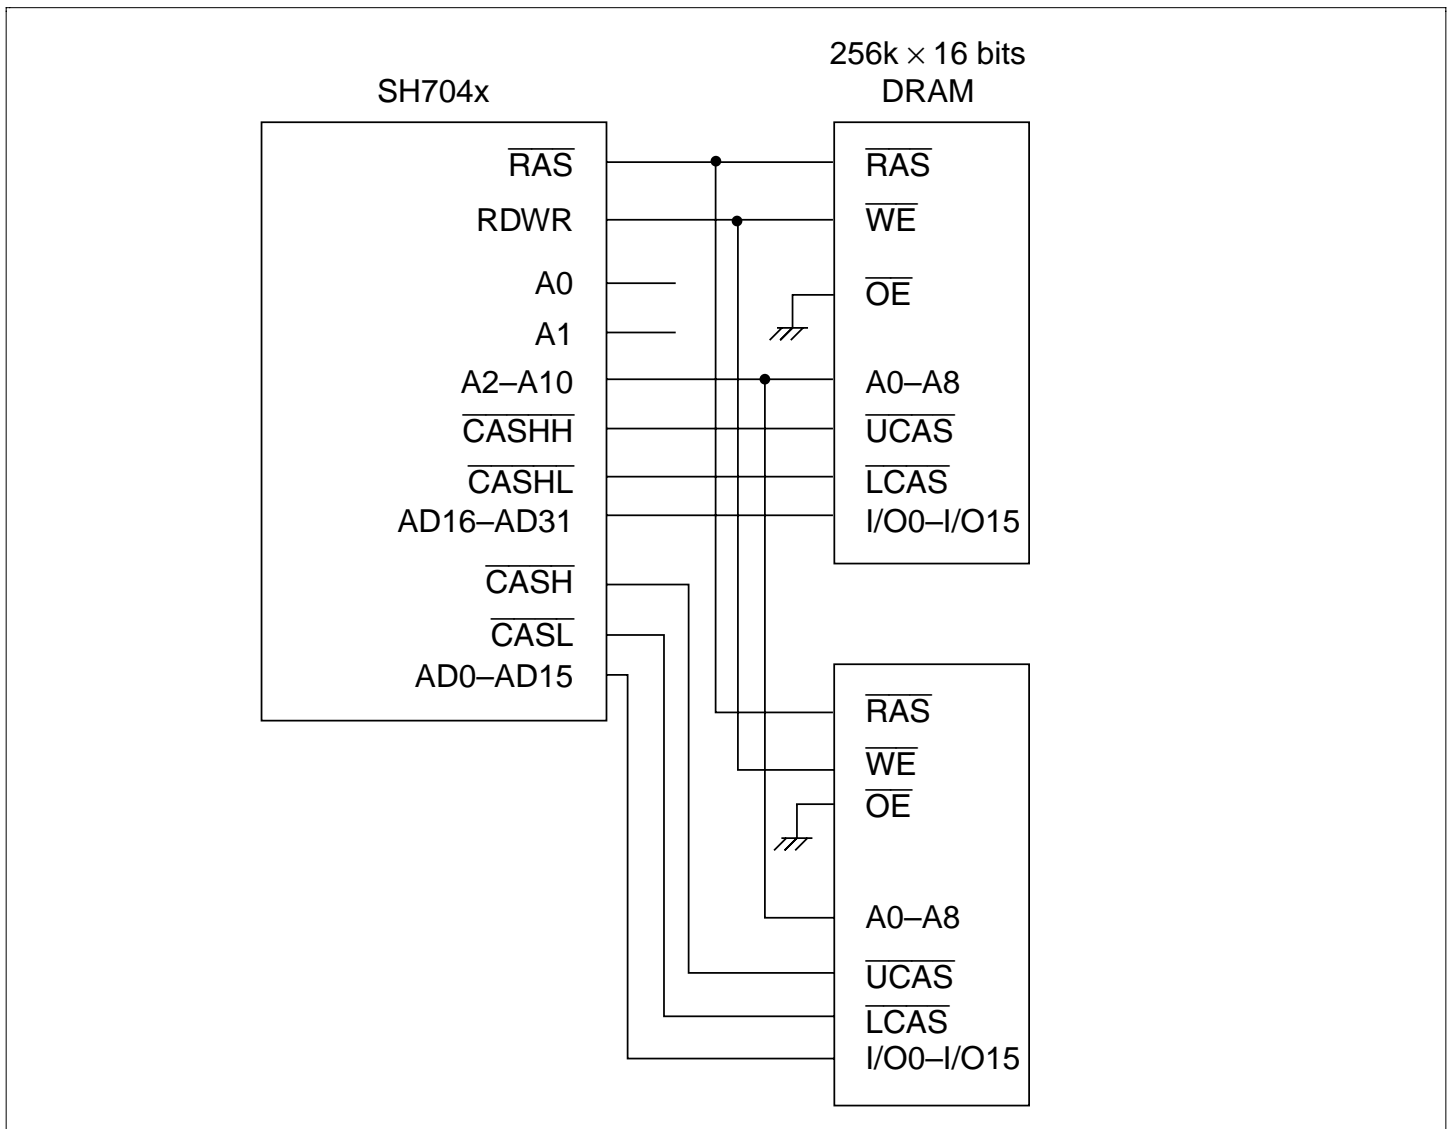 256k × 16 bits
DRAM
SH704x
RAS
RDWR
A0
A1
A2–A10
CASHH
CASHL
AD16–AD31
CASH
CASL
AD0–AD15
RAS
WE
OE
A0–A8
UCAS
LCAS
I/O0–I/O15
RAS
WE
OE
A0–A8
UCAS
LCAS
I/O0–I/O15